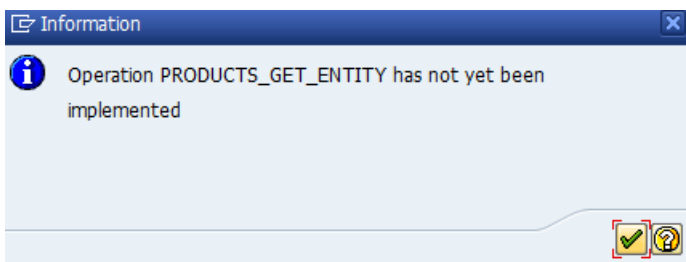 Information
Operation PRODUCTS_GET_ENTITY has not yet been
implemented